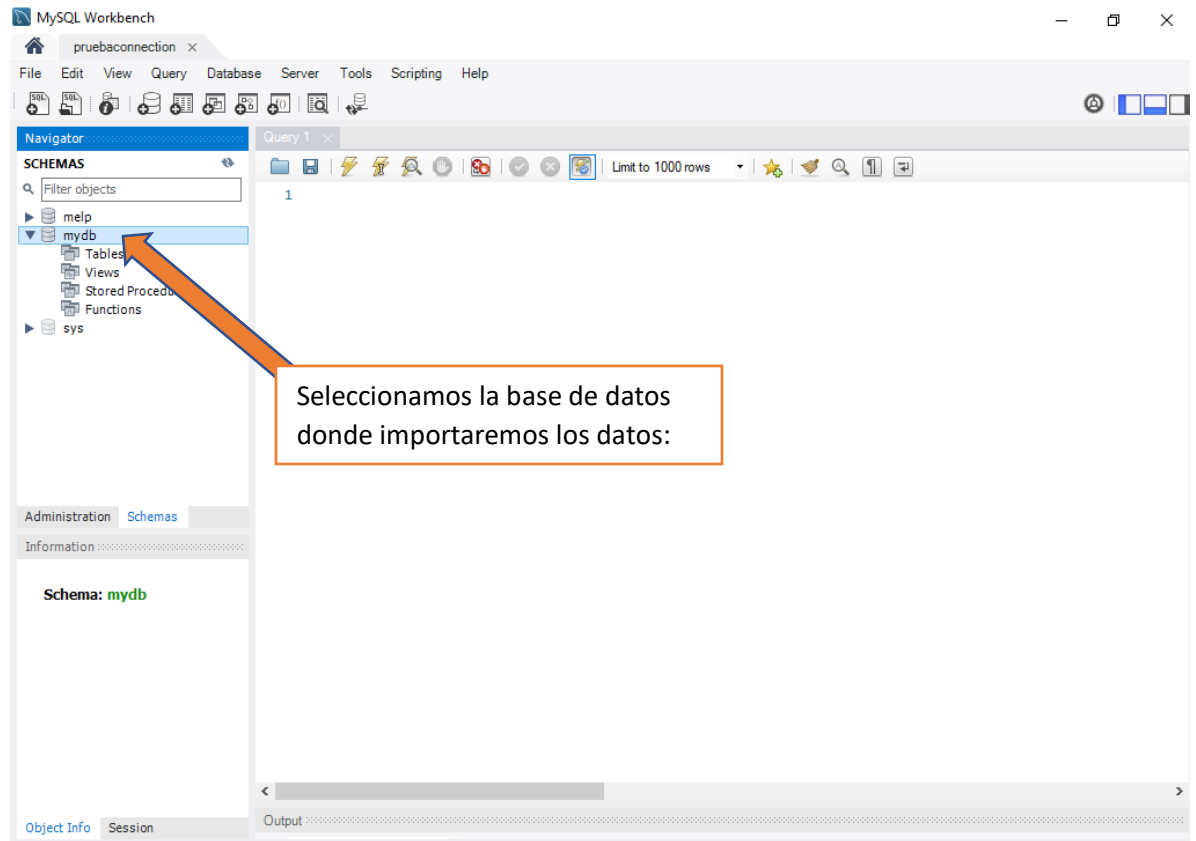 MySQL Workbench
pruebaconnection
File Edit View Query Database Server Tools Scripting Help
Navigator
SCHEMAS
Filter objects
melp
mydb
Tables
Views
Stored Proced
Functions
sys
Administration Schemas
Information
Schema: mydb
Object Info Session
Query 1
Limit to 1000 rows
1
Seleccionamos la base de datos
donde importaremos los datos:
Output